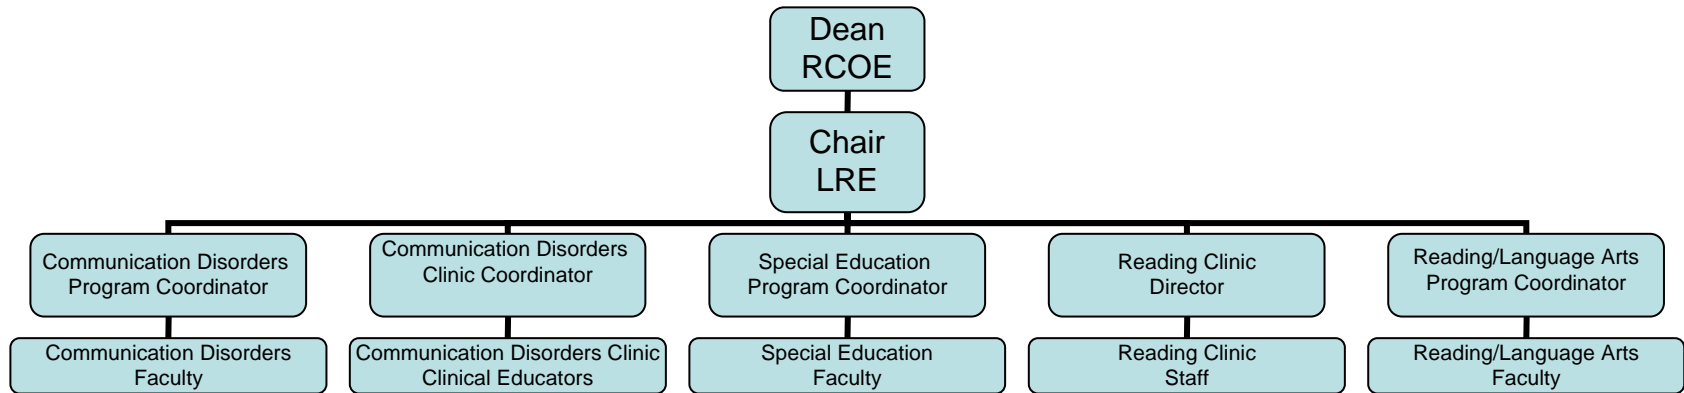 Dean
RCOE
Chair
LRE
Communication Disorders
Program Coordinator
Communication Disorders
Clinic Coordinator
Special Education
Program Coordinator
Reading Clinic
Director
Reading/Language Arts
Program Coordinator
Communication Disorders
Faculty
Communication Disorders Clinic
Clinical Educators
Special Education
Faculty
Reading Clinic
Staff
Reading/Language Arts
Faculty